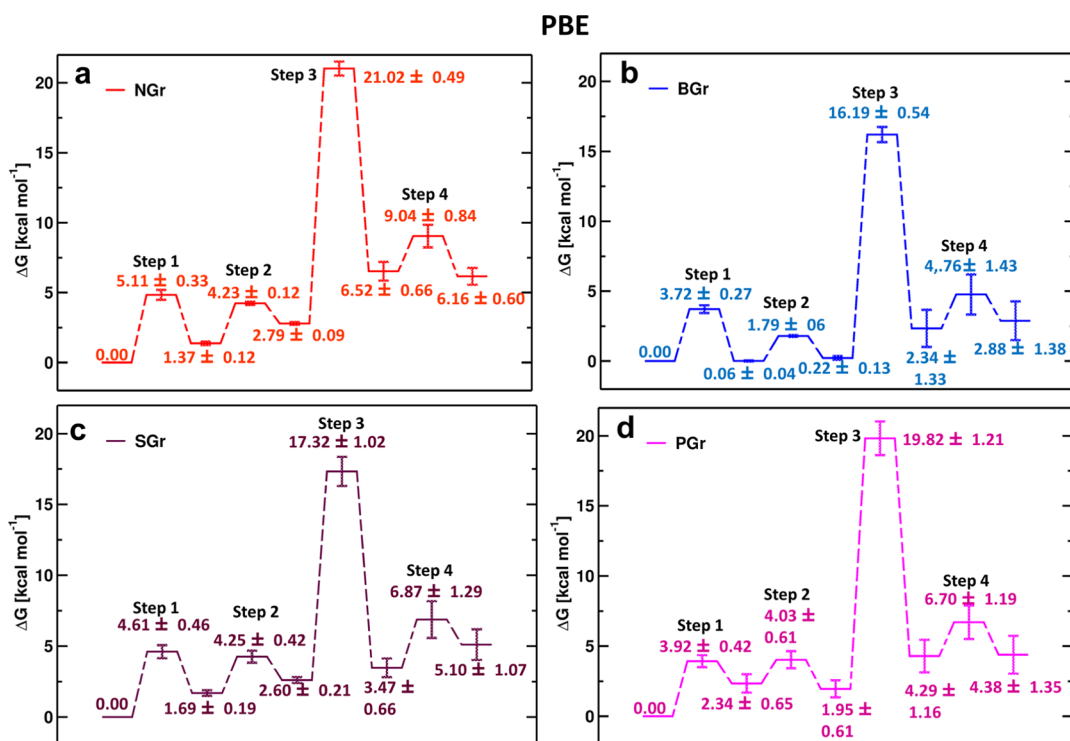 PBE
a
NGr
Step 3
21.02 ± 0.49
Step 1
5.11 ± 0.33
Step 2
4.23 ± 0.12
Step 4
9.04 ± 0.84
0.00
1.37 ± 0.12
2.79 ± 0.09
6.52 ± 0.66
6.16 ± 0.60
ΔG [kcal mol⁻¹]
20
15
10
5
0
b
BGr
Step 3
16.19 ± 0.54
Step 1
3.72 ± 0.27
Step 2
1.79 ± 06
Step 4
4,.76± 1.43
0.00
0.06 ± 0.04
0.22 ± 0.13
2.34 ±
1.33
2.88 ± 1.38
ΔG [kcal mol⁻¹]
20
15
10
5
0
c
SGr
Step 3
17.32 ± 1.02
Step 1
4.61 ± 0.46
Step 2
4.25 ± 0.42
Step 4
6.87 ± 1.29
0.00
1.69 ± 0.19
2.60 ± 0.21
3.47 ±
0.66
5.10 ± 1.07
ΔG [kcal mol⁻¹]
20
15
10
5
0
d
PGr
Step 3
19.82 ± 1.21
Step 1
3.92 ± 0.42
Step 2
4.03 ±
0.61
Step 4
6.70 ± 1.19
0.00
2.34 ± 0.65
1.95 ±
0.61
4.29 ±
1.16
4.38 ± 1.35
ΔG [kcal mol⁻¹]
20
15
10
5
0